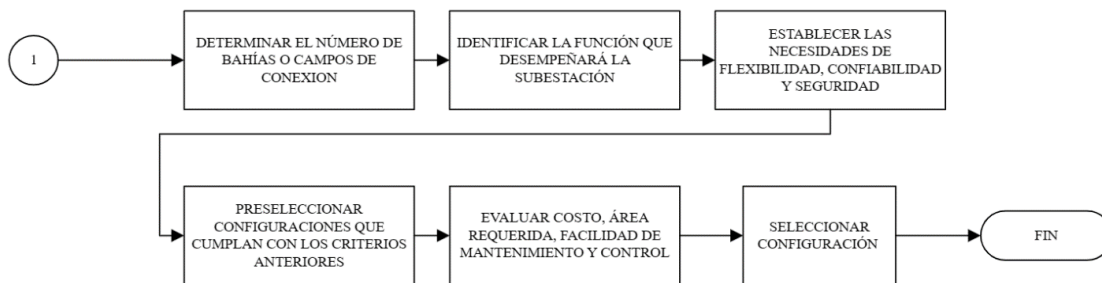 1
DETERMINAR EL NÚMERO DE
BAHÍAS O CAMPOS DE
CONEXION
IDENTIFICAR LA FUNCIÓN QUE
DESEMPEÑARÁ LA
SUBESTACIÓN
ESTABLECER LAS
NECESIDADES DE
FLEXIBILIDAD, CONFIABILIDAD
Y SEGURIDAD
PRESELECCIONAR
CONFIGURACIONES QUE
CUMPLAN CON LOS CRITERIOS
ANTERIORES
EVALUAR COSTO, ÁREA
REQUERIDA, FACILIDAD DE
MANTENIMIENTO Y CONTROL
SELECCIONAR
CONFIGURACIÓN
FIN